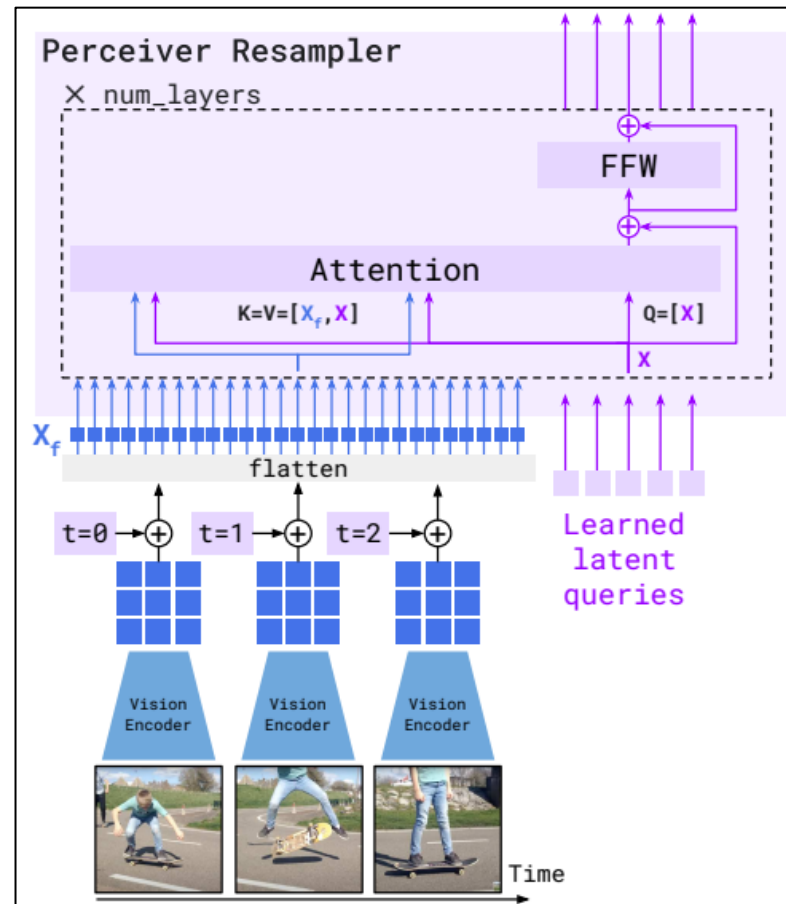 Perceiver Resampler
× num_layers
FFW
Attention
K=V=[Xf,X]
Q=[X]
X
Xf
flatten
t=0
t=1
t=2
Learned
latent
queries
Vision
Encoder
Vision
Encoder
Vision
Encoder
Time